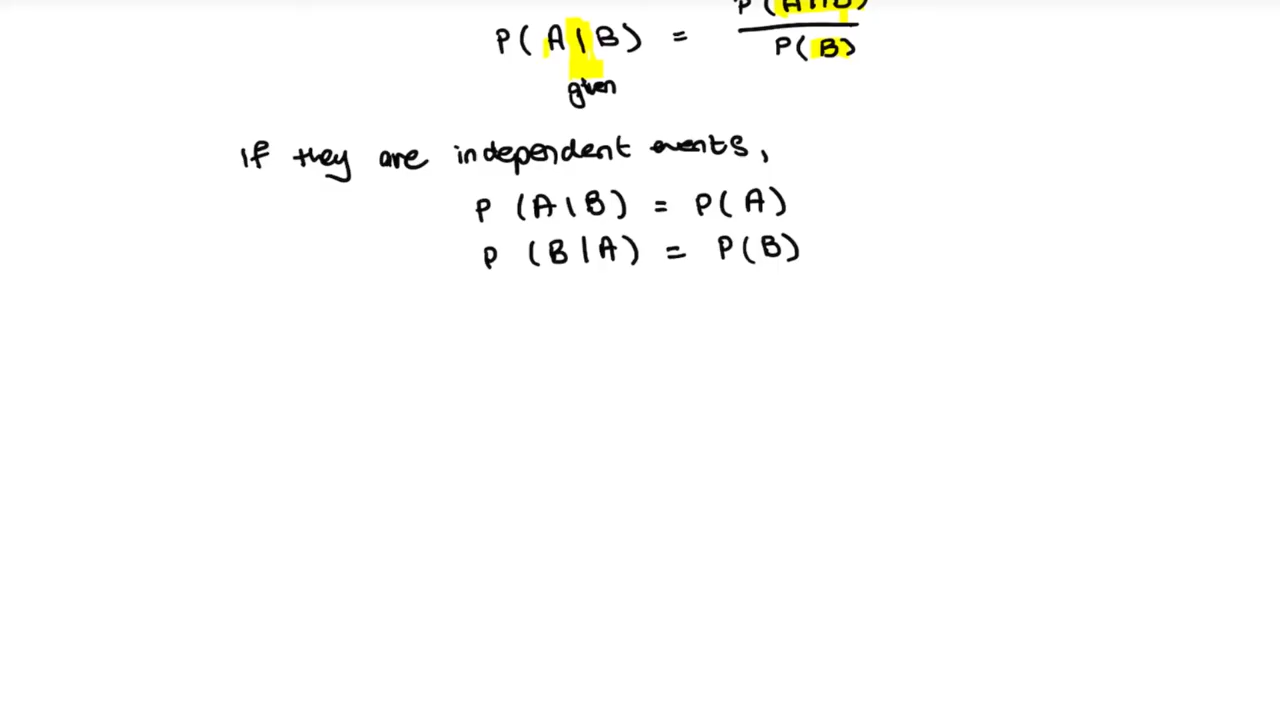 P(A|B) = P(A∩B)
P(B)
given
If they are independent events,
P (A|B) = P(A)
P (B|A) = P(B)